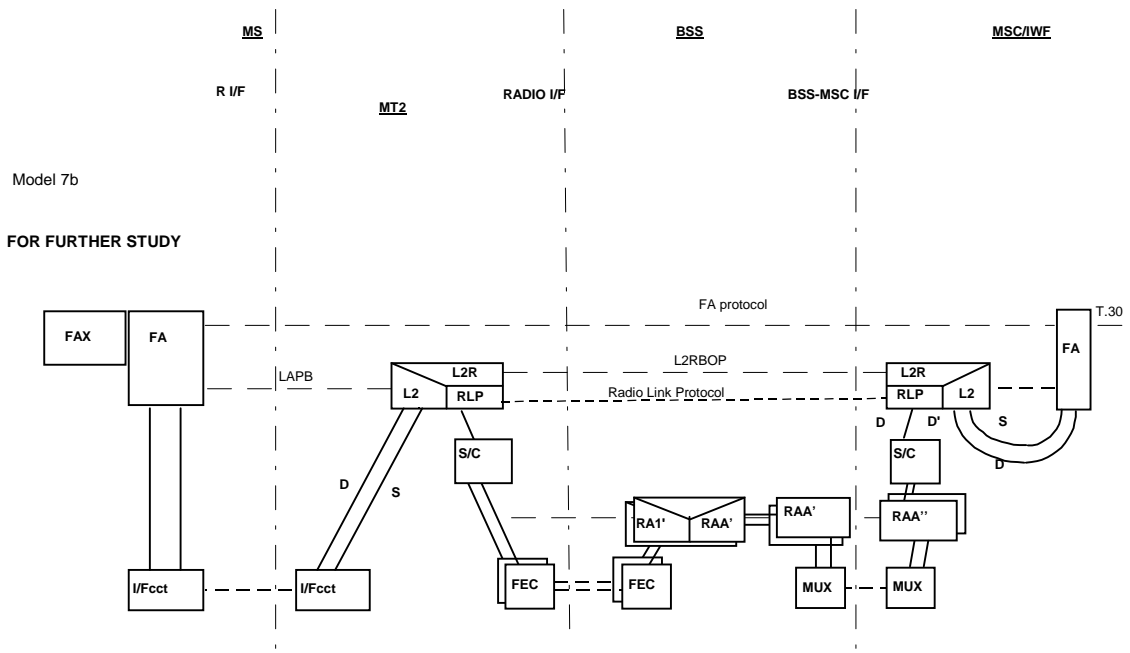 MS
BSS
MSC/IWF
R I/F
RADIO I/F
BSS-MSC I/F
MT2
Model 7b
FOR FURTHER STUDY
FA protocol
T.30
FAX
FA
FA
LAPB
L2R
L2RBOP
L2R
L2
RLP
Radio Link Protocol
RLP
L2
D
D'
S
S/C
S/C
D
D
S
RA1'
RAA'
RAA'
RAA''
I/Fcct
I/Fcct
FEC
FEC
MUX
MUX